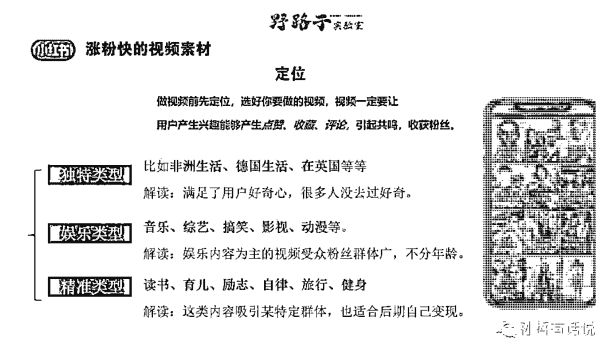 野路子实验室
小红书 涨粉快的视频素材
定位
做视频前先定位，选好你要做的视频，视频一定要让
用户产生兴趣能够产生点赞、收藏、评论，引起共鸣，收获粉丝。
独特类型
比如非洲生活、德国生活、在英国等等
解读：满足了用户好奇心，很多人没去过好奇。
娱乐类型
音乐、综艺、搞笑、影视、动漫等。
解读：娱乐内容为主的视频受众粉丝群体广，不分年龄。
精准类型
读书、育儿、励志、自律、旅行、健身
解读：这类内容吸引某特定群体，也适合后期自己变现。
有话说